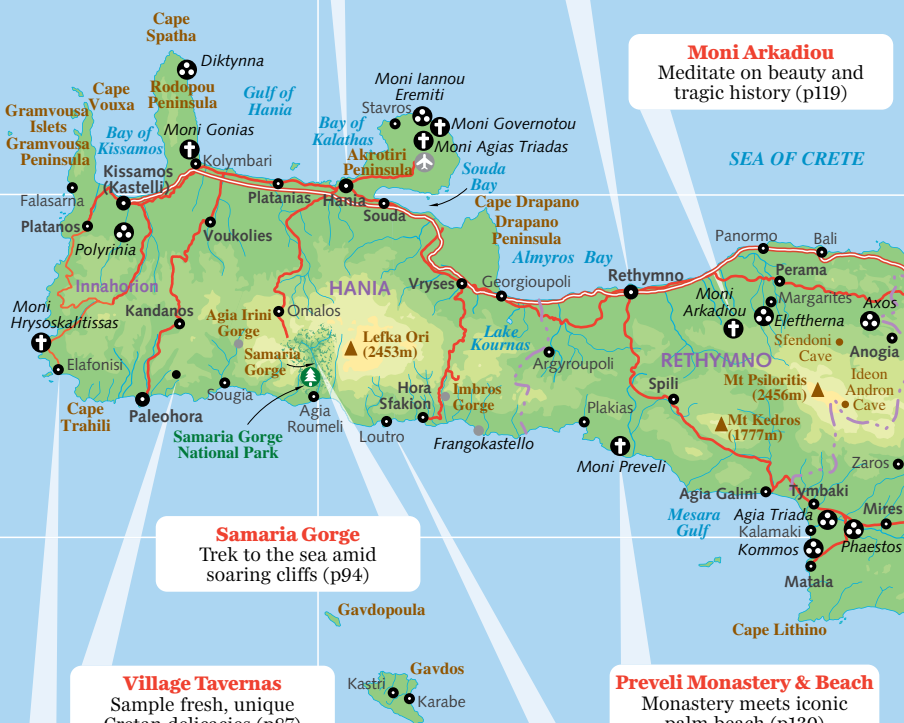 Cape
Spatha
Diktynna
Cape
Vouxa
Rodopou
Peninsula
Gulf of
Hania
Gramvousa
Islets
Gramvousa
Peninsula
Bay of
Kissamos
Moni Gonias
Kolymbari
Kissamos
(Kastelli)
Falasarna
Platanos
Polyrinia
Voukolies
Platanias
Hania
Souda
Moni Iannou
Eremiti
Stavros
Moni Governotou
Moni Agias Triadas
Bay of
Kalathas
Akrotiri
Peninsula
Souda
Bay
Cape Drapano
Drapano
Peninsula
Almyros Bay
Moni Arkadiou
Meditate on beauty and
tragic history (p119)
SEA OF CRETE
Panormo
Bali
Rethymno
Perama
Moni
Arkadiou
Margarites
Eleftherna
Axos
Sfendoni
Cave
Anogia
Innahorion
HANIA
Vryses
Georgioupoli
Moni
Hrysoskalitissas
Kandanos
Agia Irini
Gorge
Omalos
Lefka Ori
(2453m)
Lake
Kournas
Argyroupoli
RETHYMNO
Elafonisi
Samaria
Gorge
Mt Psiloritis
(2456m)
Ideon
Andron
Cave
Spili
Mt Kedros
(1777m)
Cape
Trahili
Paleohora
Sougia
Agia
Roumeli
Samaria Gorge
National Park
Hora
Sfakion
Imbros
Gorge
Loutro
Frangokastello
Plakias
Moni Preveli
Zaros
Agia Galini
Tymbaki
Mesara
Gulf
Agia Triada
Kalamaki
Kommos
Mires
Phaestos
Matala
Cape Lithino
Samaria Gorge
Trek to the sea amid
soaring cliffs (p94)
Gavdopoula
Gavdos
Kastri
Karabe
Village Tavernas
Sample fresh, unique
Cretan delicacies (p87)
Preveli Monastery & Beach
Monastery meets iconic
palm beach (p130)